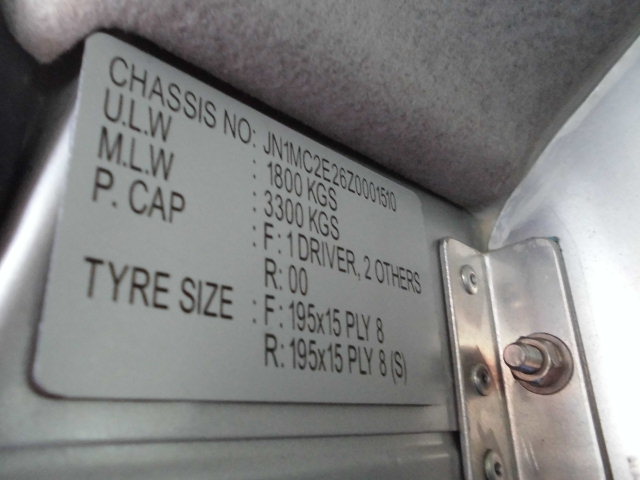 CHASSIS NO: JN1MC2E26Z0001510
U.L.W : 1800 KGS
M.L.W : 3300 KGS
P. CAP : F: 1 DRIVER, 2 OTHERS
R: 00
TYRE SIZE : F: 195x15 PLY 8
R: 195x15 PLY 8 (S)